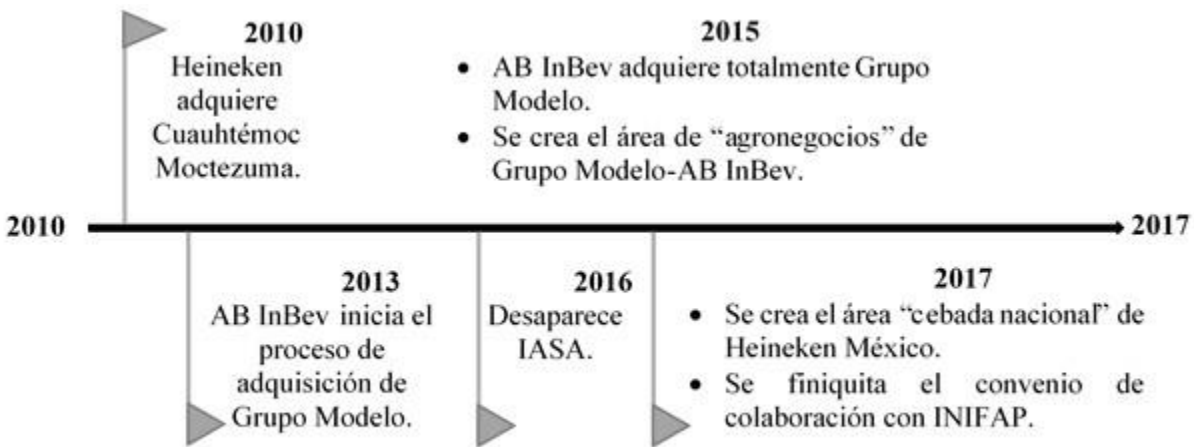 2010
Heineken
adquiere
Cuauhtémoc
Moctezuma.
2015
• AB InBev adquiere totalmente Grupo
Modelo.
• Se crea el área de “agronegocios” de
Grupo Modelo-AB InBev.
2010
2017
2013
AB InBev inicia el
proceso de
adquisición de
Grupo Modelo.
2016
Desaparece
IASA.
2017
• Se crea el área “cebada nacional” de
Heineken México.
• Se finiquita el convenio de
colaboración con INIFAP.